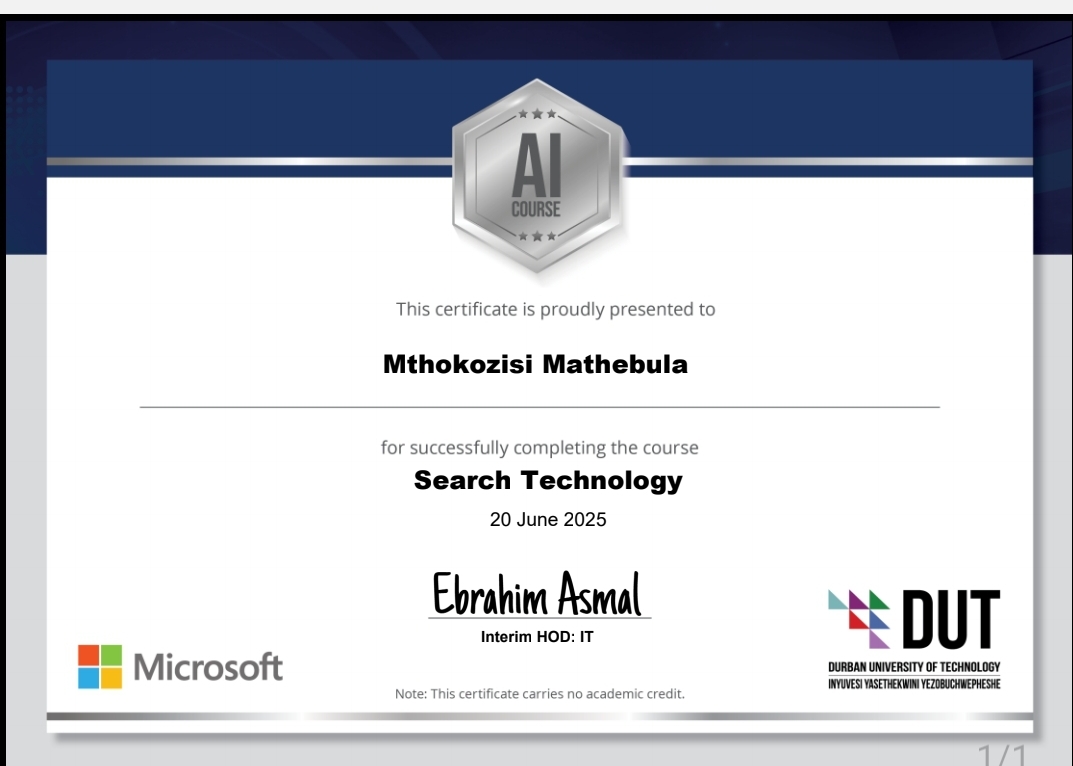 AI
COURSE
This certificate is proudly presented to
Mthokozisi Mathebula
for successfully completing the course
Search Technology
20 June 2025
Ebrahim Asmal
Interim HOD: IT
Microsoft
DUT
DURBAN UNIVERSITY OF TECHNOLOGY
INYUVESI YASETHEKWINI YEZOBUCHWEPHESHE
Note: This certificate carries no academic credit.
1/1